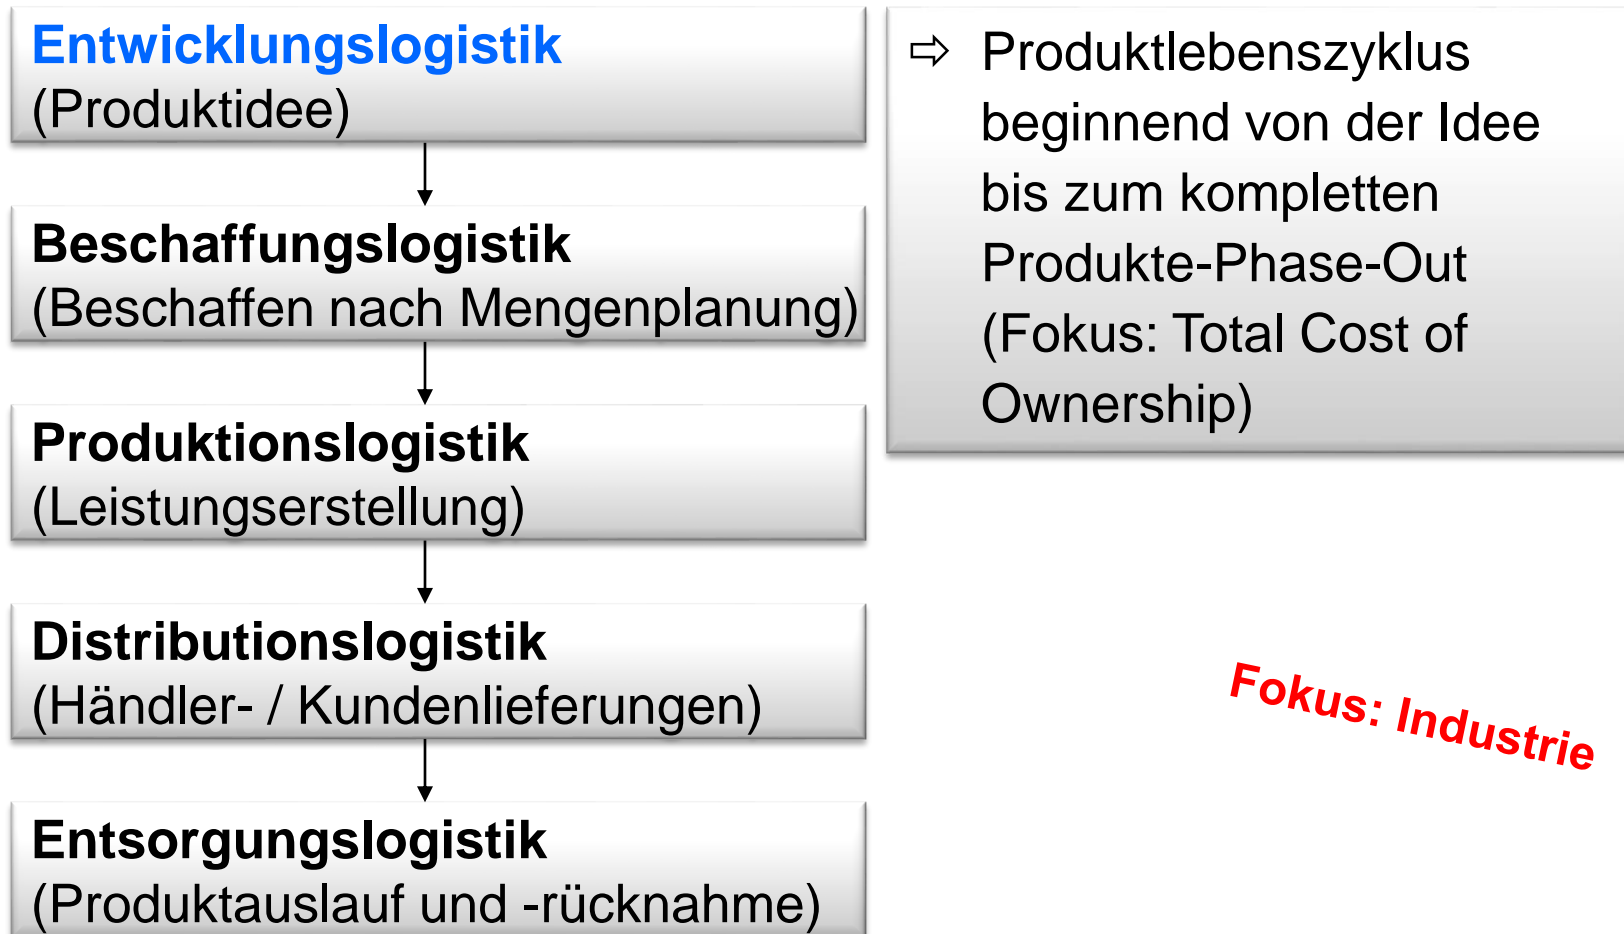 Entwicklungslogistik
(Produktidee)
Beschaffungslogistik
(Beschaffen nach Mengenplanung)
Produktionslogistik
(Leistungserstellung)
Distributionslogistik
(Händler- / Kundenlieferungen)
Entsorgungslogistik
(Produktauslauf und -rücknahme)
⇨ Produktlebenszyklus
beginnend von der Idee
bis zum kompletten
Produkte-Phase-Out
(Fokus: Total Cost of
Ownership)
Fokus: Industrie